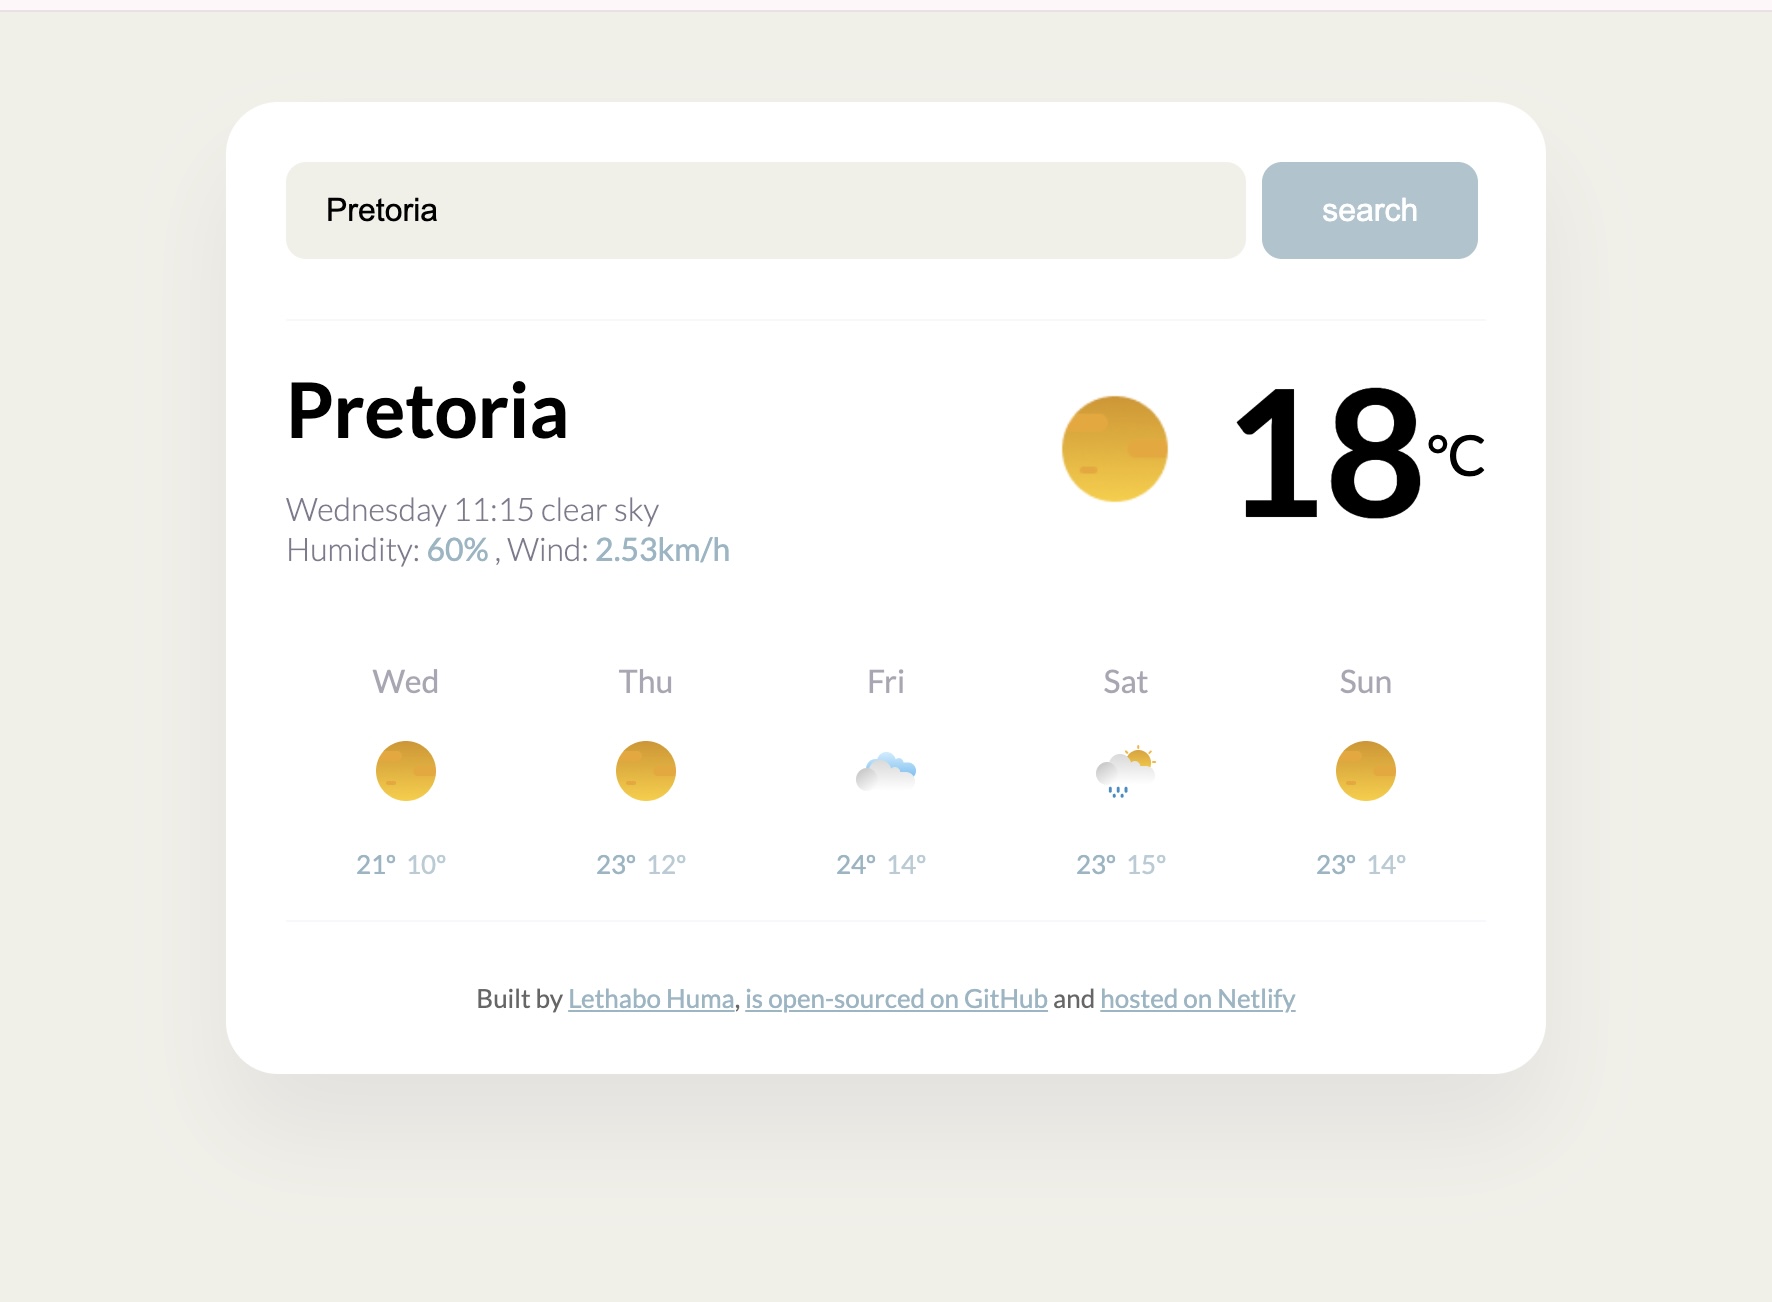 Pretoria
search
Pretoria
18°C
Wednesday 11:15 clear sky
Humidity: 60% , Wind: 2.53km/h
Wed Thu Fri Sat Sun
21° 10° 23° 12° 24° 14° 23° 15° 23° 14°
Built by Lethabo Huma, is open-sourced on GitHub and hosted on Netlify